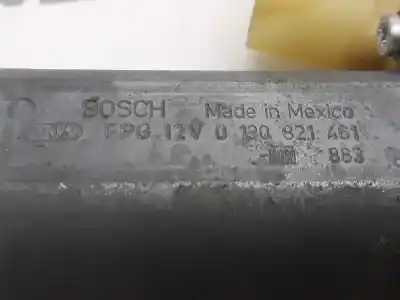 BOSCH Made in Mexico
FPG 12V 0 130 821 461
883